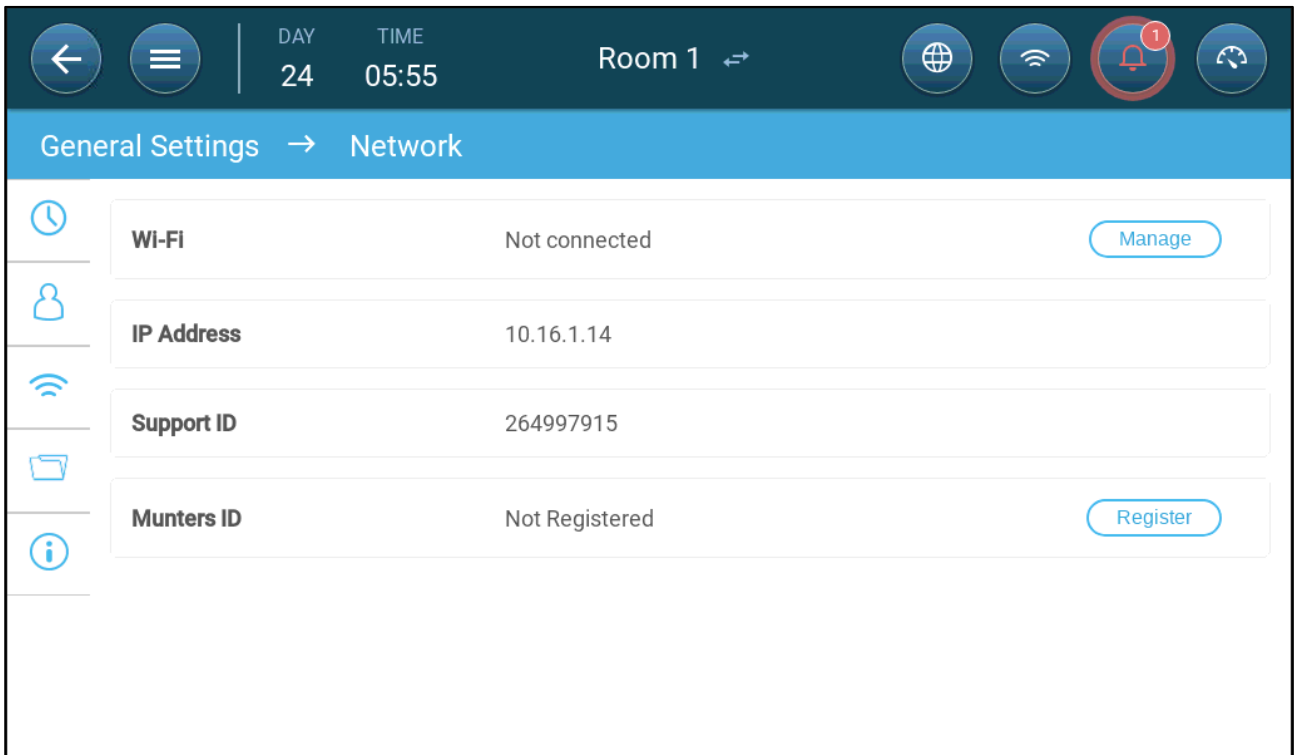 DAY TIME
24 05:55 Room 1
1
General Settings → Network
Wi-Fi Not connected Manage
IP Address 10.16.1.14
Support ID 264997915
Munters ID Not Registered Register